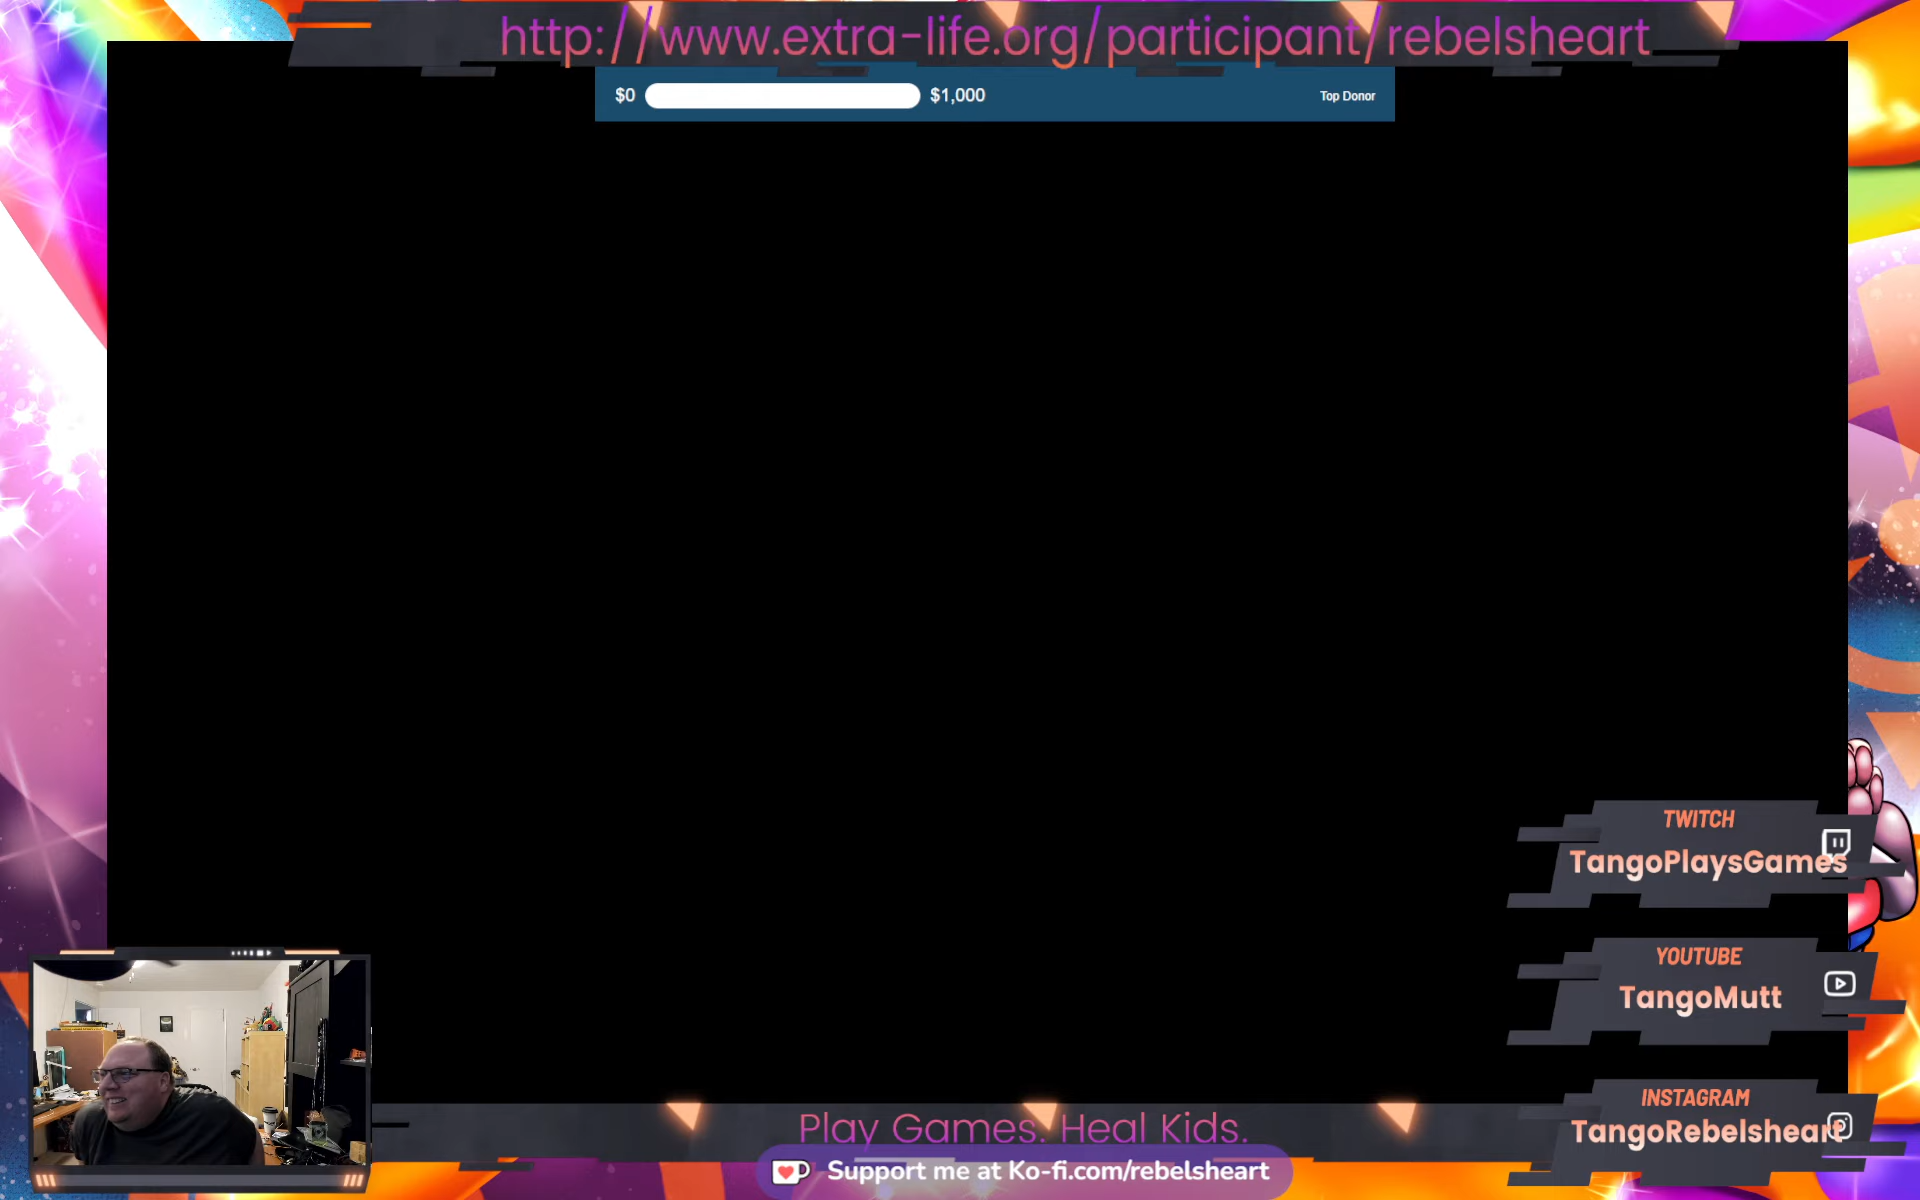 http://www.extra-life.org/participant/rebelsheart
$0 $1,000 Top Donor
TWITCH
TangoPlaysGames
YOUTUBE
TangoMutt
INSTAGRAM
TangoRebelsheart
Play Games. Heal Kids.
Support me at Ko-fi.com/rebelsheart